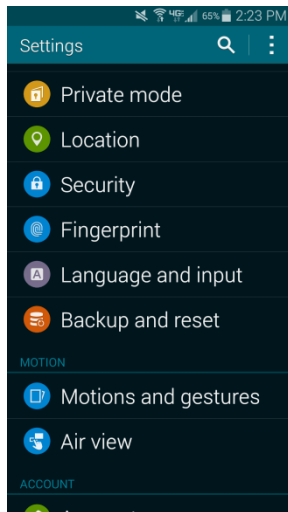 4G 65% 2:23 PM
Settings
Private mode
Location
Security
Fingerprint
A Language and input
Backup and reset
MOTION
Motions and gestures
Air view
ACCOUNT